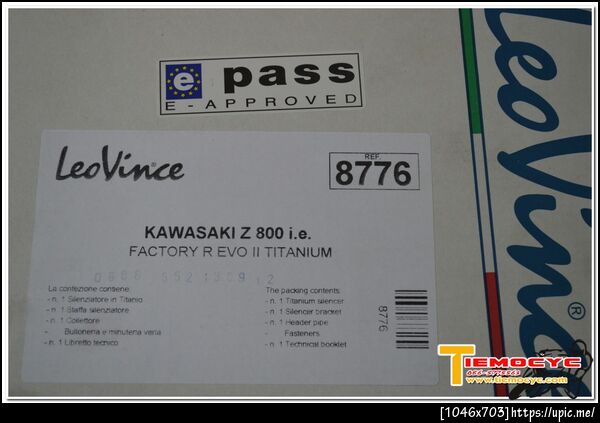 e pass
E - APPROVED
LeoVince
LeoVince
REF.
8776
KAWASAKI Z 800 i.e.
FACTORY R EVO II TITANIUM
La confezione contiene:
- n. 1 Silenziatore in Titanio
- n. 1 Staffa silenziatore
- n. 1 Collettore
- Bulloneria e minuteria varia
- n. 1 Libretto tecnico
The packing contents:
- n. 1 Titanium silencer
- n. 1 Silencer bracket
- n. 1 Header pipe
- Fasteners.
- n. 1 Technical booklet
8776
®
TIEMOCYC
www.tiemocyc.com
[1046x703]https://upic.me/